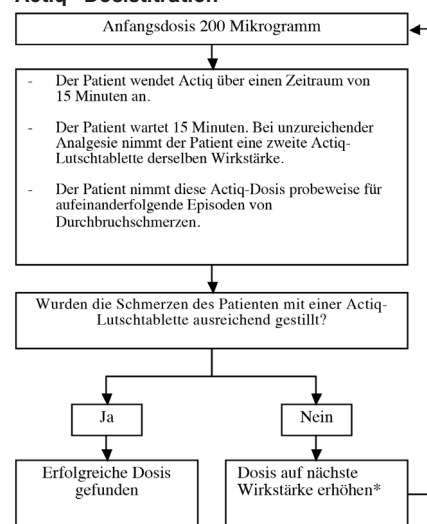 Actiq - Dosistitration
Anfangsdosis 200 Mikrogramm
- Der Patient wendet Actiq über einen Zeitraum von
15 Minuten an.
- Der Patient wartet 15 Minuten. Bei unzureichender
Analgesie nimmt der Patient eine zweite Actiq-
Lutschtablette derselben Wirkstärke.
- Der Patient nimmt diese Actiq-Dosis probeweise für
aufeinanderfolgende Episoden von
Durchbruchschmerzen.
Wurden die Schmerzen des Patienten mit einer Actiq-
Lutschtablette ausreichend gestillt?
Ja
Nein
Erfolgreiche Dosis
gefunden
Dosis auf nächste
Wirkstärke erhöhen*